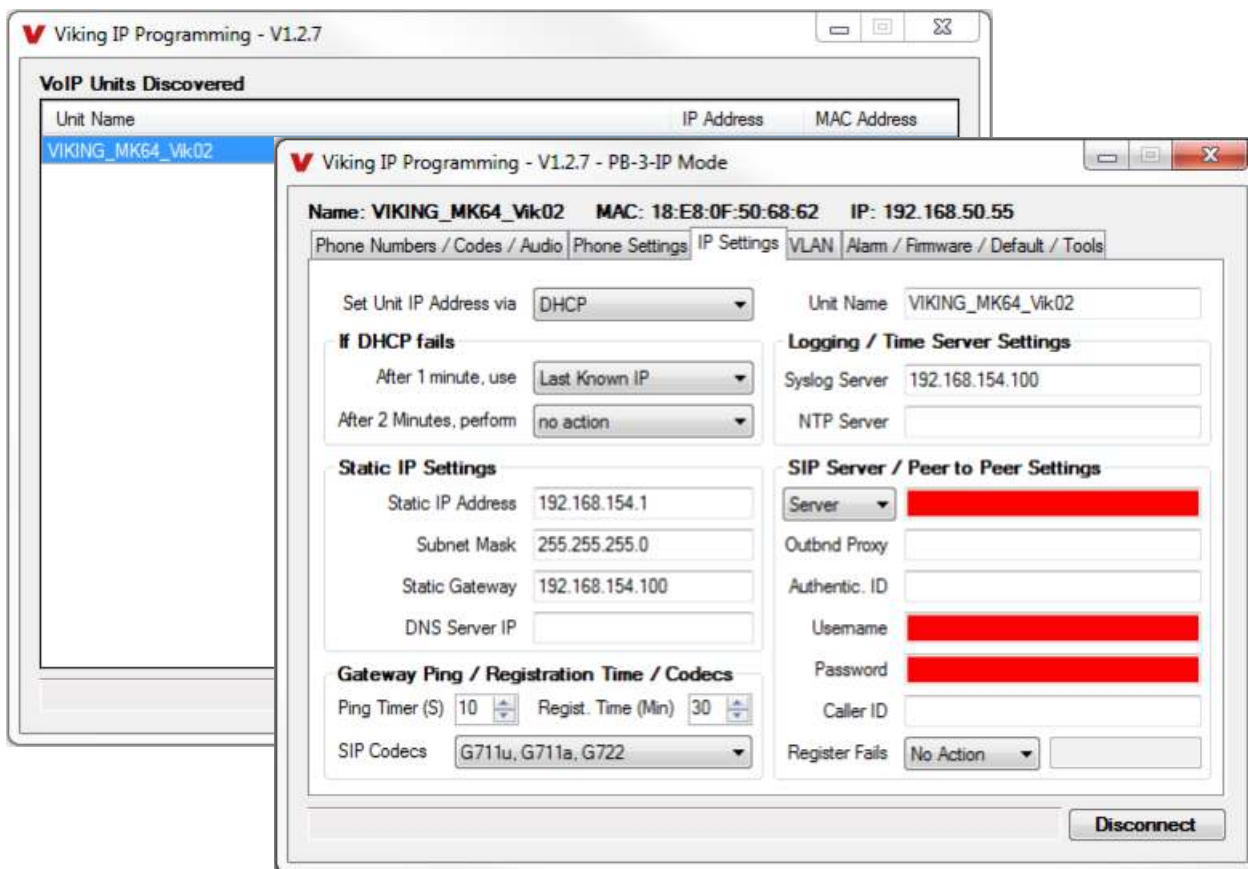 Viking IP Programming - V1.2.7
VoIP Units Discovered
Unit Name IP Address MAC Address
VIKING_MK64_Vik02
Viking IP Programming - V1.2.7 - PB-3-IP Mode
Name: VIKING_MK64_Vik02 MAC: 18:E8:0F:50:68:62 IP: 192.168.50.55
Phone Numbers / Codes / Audio Phone Settings IP Settings VLAN Alarm / Firmware / Default / Tools
Set Unit IP Address via DHCP
If DHCP fails
After 1 minute, use Last Known IP
After 2 Minutes, perform no action
Static IP Settings
Static IP Address 192.168.154.1
Subnet Mask 255.255.255.0
Static Gateway 192.168.154.100
DNS Server IP
Gateway Ping / Registration Time / Codecs
Ping Timer (S) 10 Regist. Time (Min) 30
SIP Codecs G711u, G711a, G722
Unit Name VIKING_MK64_Vik02
Logging / Time Server Settings
Syslog Server 192.168.154.100
NTP Server
SIP Server / Peer to Peer Settings
Server
Outbnd Proxy
Authentic. ID
Username
Password
Caller ID
Register Fails No Action
Disconnect